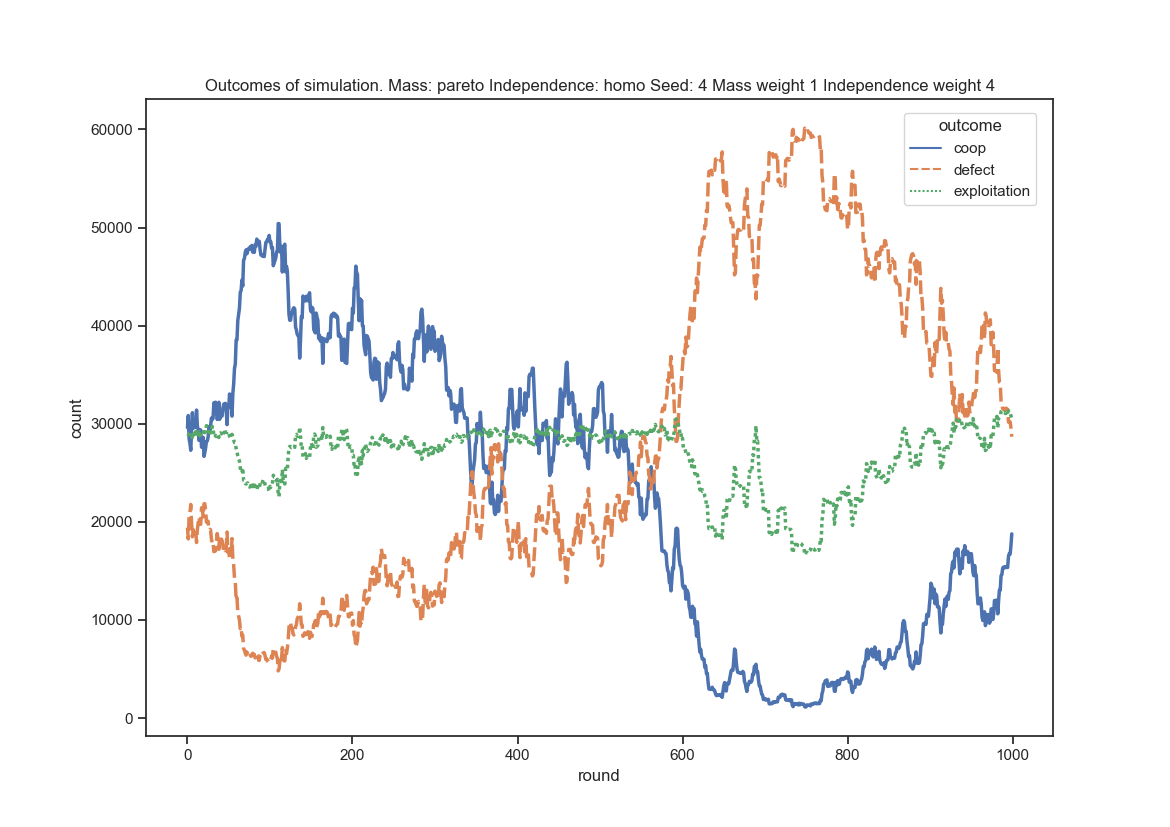 Outcomes of simulation. Mass: pareto Independence: homo Seed: 4 Mass weight 1 Independence weight 4
60000
50000
40000
30000
20000
10000
0
count
outcome
coop
defect
exploitation
0 200 400 600 800 1000
round